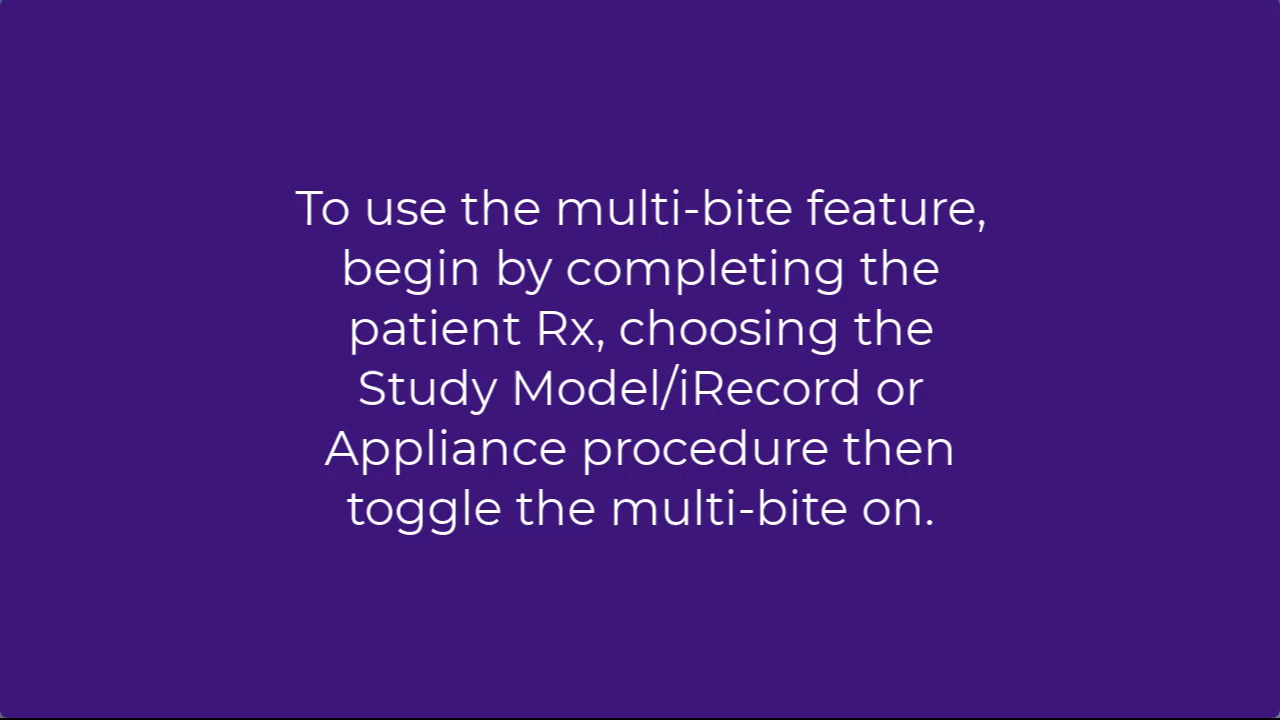 To use the multi-bite feature,
begin by completing the
patient Rx, choosing the
Study Model/iRecord or
Appliance procedure then
toggle the multi-bite on.